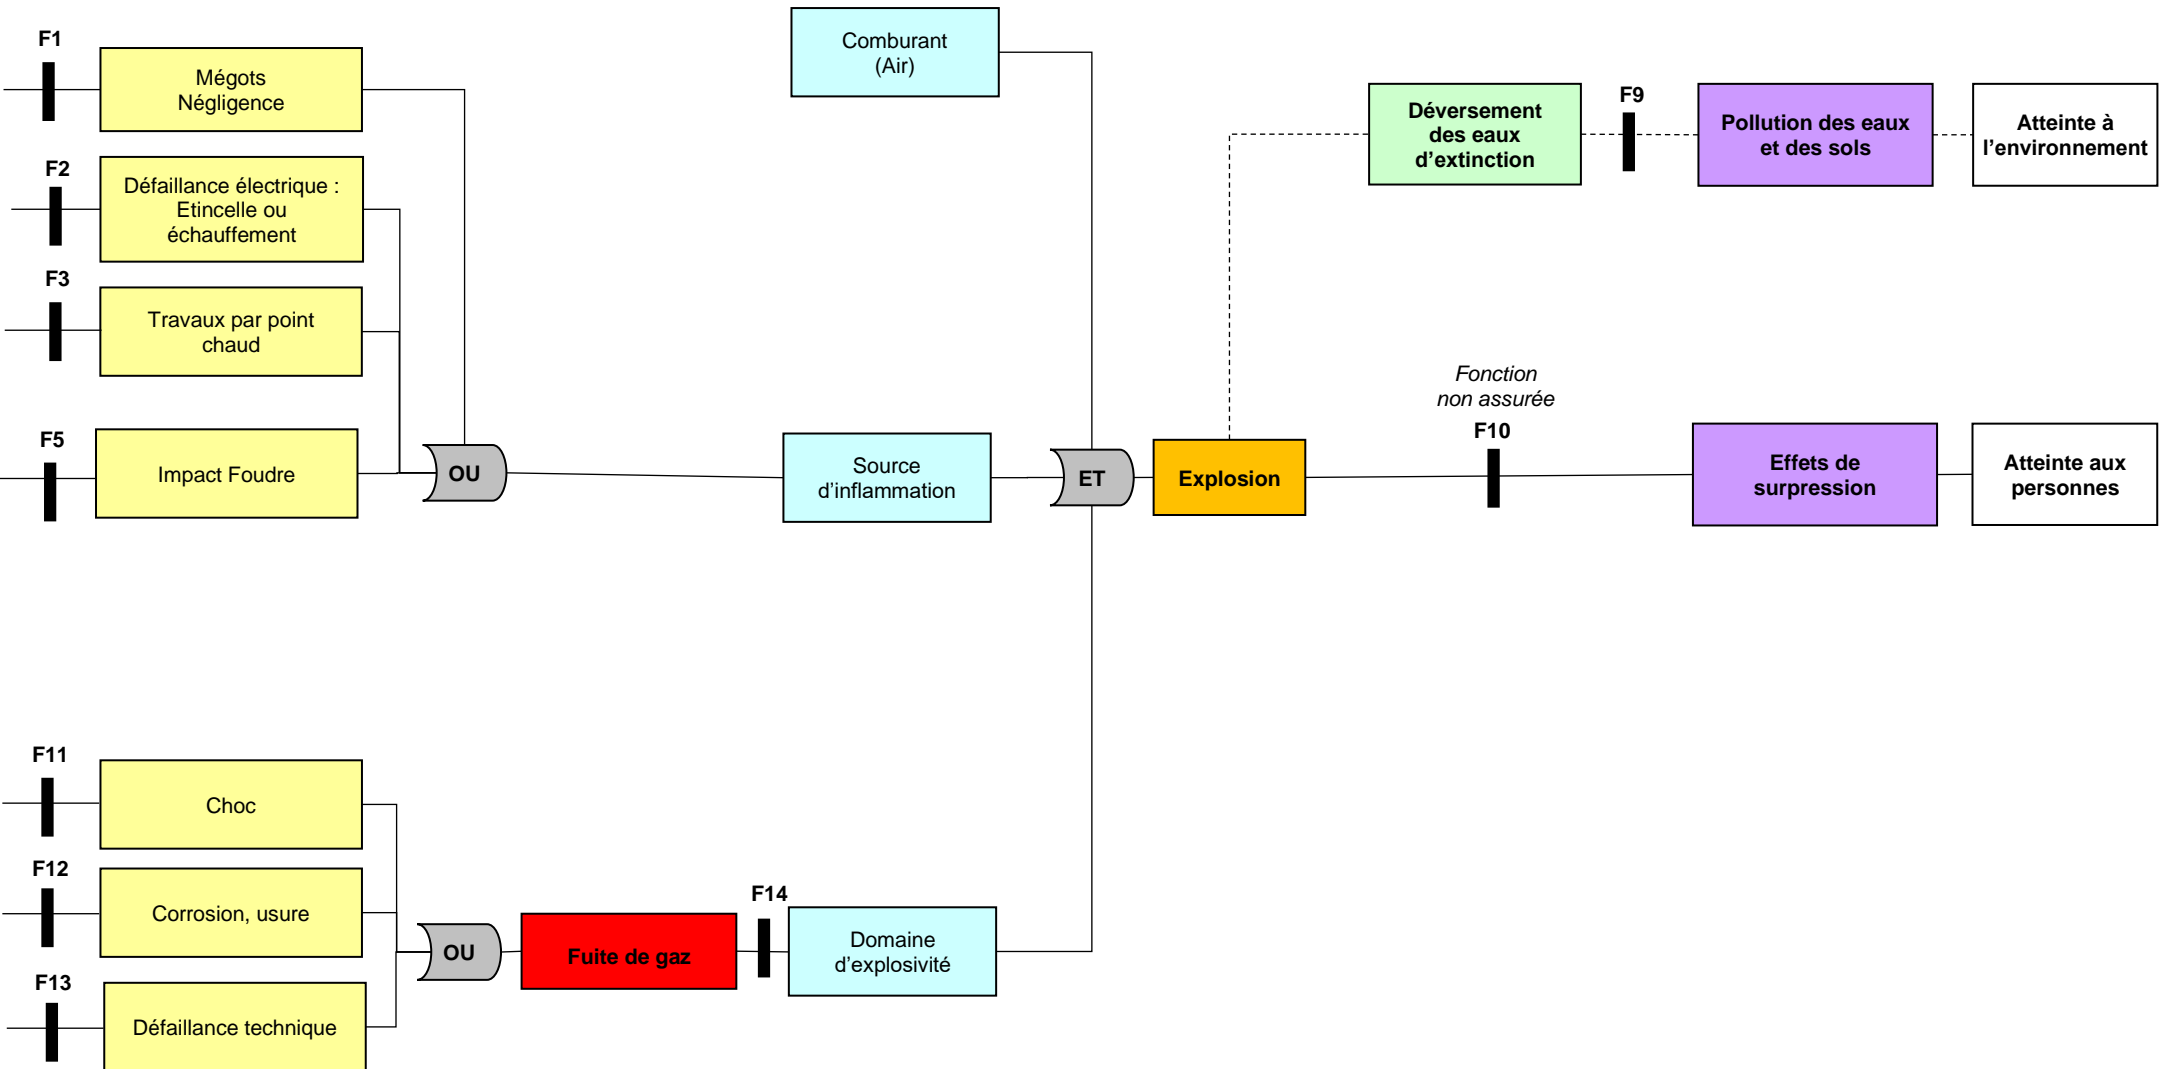 F1
Mégots
Négligence
F2
Défaillance électrique :
Etincelle ou
échauffement
F3
Travaux par point
chaud
F5
Impact Foudre
OU
Comburant
(Air)
Source
d'inflammation
ET
Explosion
Déversement
des eaux
d'extinction
F9
Pollution des eaux
et des sols
Atteinte à
l'environnement
Fonction
non assurée
F10
Effets de
surpression
Atteinte aux
personnes
F11
Choc
F12
Corrosion, usure
F13
Défaillance technique
OU
Fuite de gaz
F14
Domaine
d'explosivité